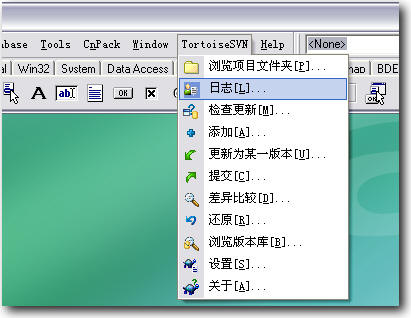 Tools CnPack Window TortoiseSVN Help <None>
Win32 System Data Access BDE
A ab OK OK
浏览项目文件夹[P]...
日志[L]...
检查更新[M]...
添加[A]...
更新为某一版本[U]...
提交[C]...
差异比较[D]...
还原[R]...
浏览版本库[B]...
设置[S]...
关于[A]...